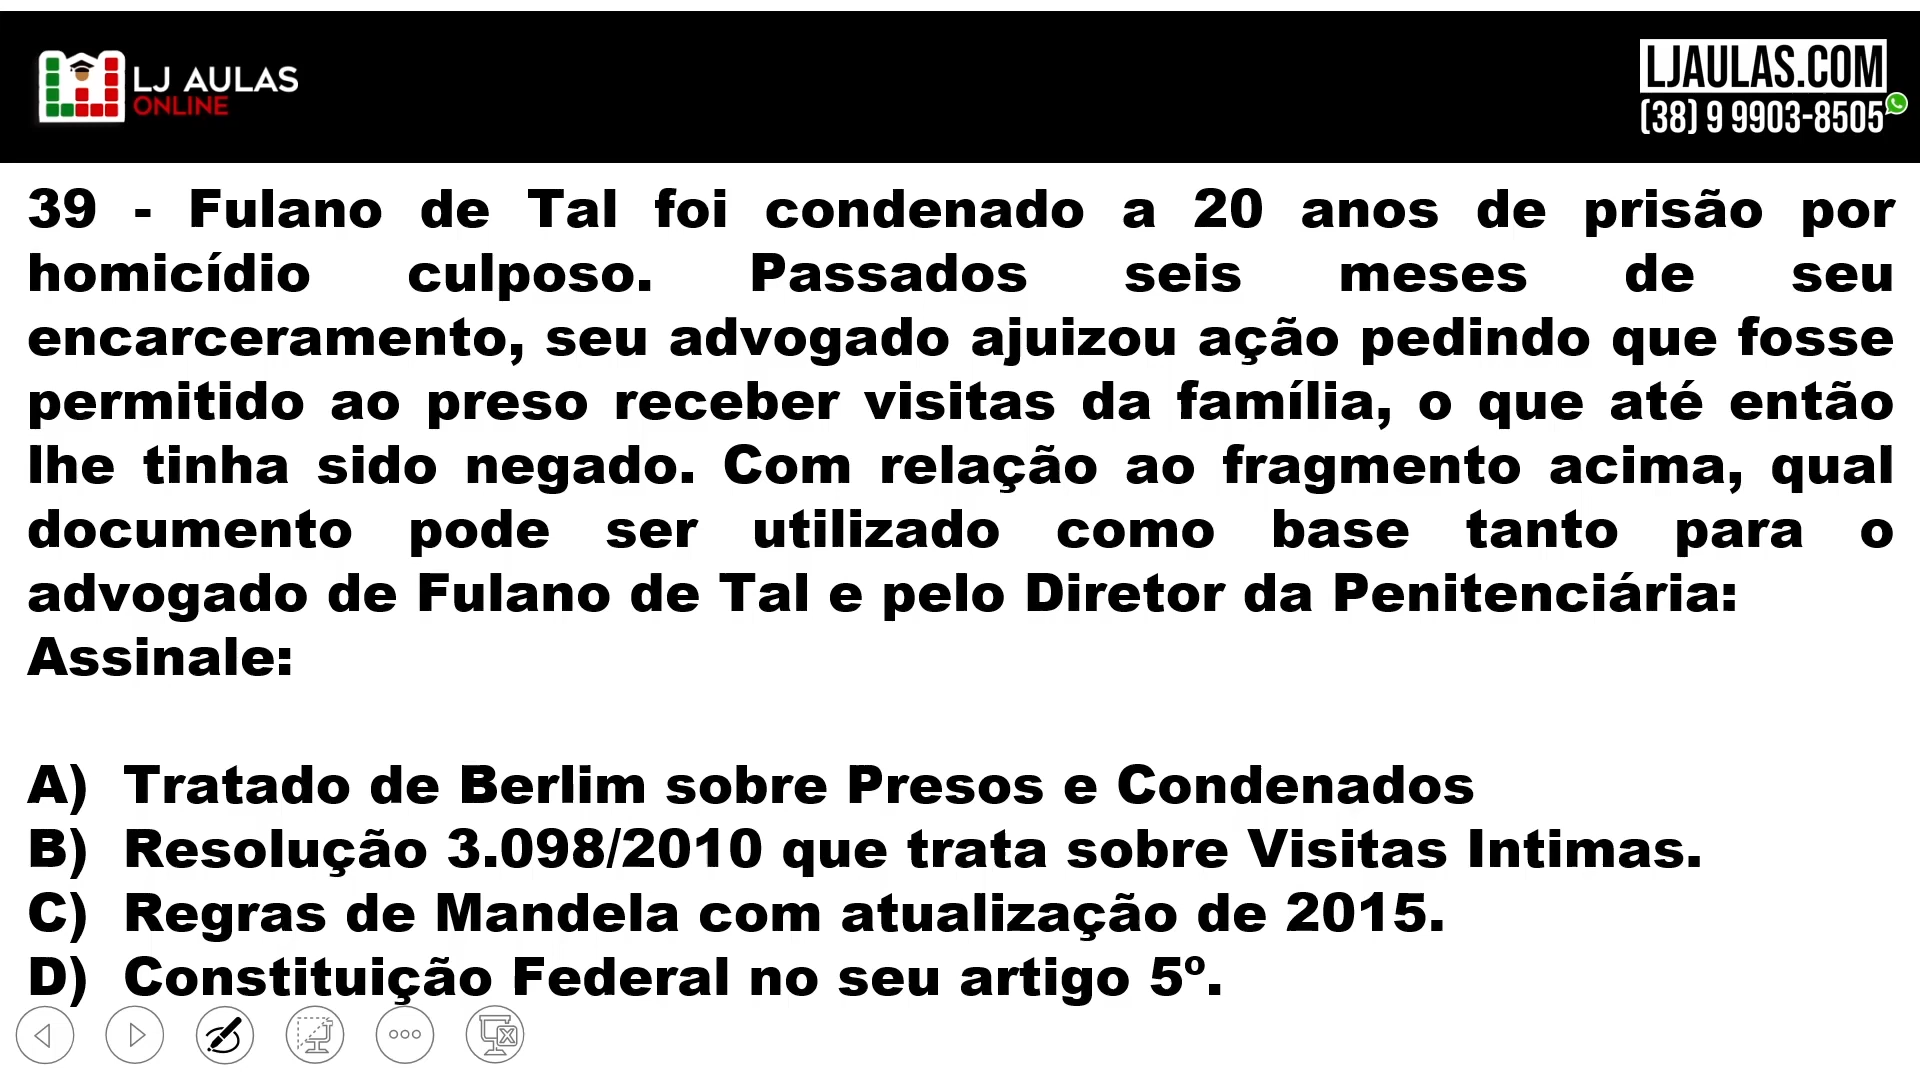 LJ AULAS
ONLINE
LJAULAS.COM
(38) 9 9903-8505
39 - Fulano de Tal foi condenado a 20 anos de prisão por
homicídio culposo. Passados seis meses de seu
encarceramento, seu advogado ajuizou ação pedindo que fosse
permitido ao preso receber visitas da família, o que até então
lhe tinha sido negado. Com relação ao fragmento acima, qual
documento pode ser utilizado como base tanto para o
advogado de Fulano de Tal e pelo Diretor da Penitenciária:
Assinale:
A) Tratado de Berlim sobre Presos e Condenados
B) Resolução 3.098/2010 que trata sobre Visitas Intimas.
C) Regras de Mandela com atualização de 2015.
D) Constituição Federal no seu artigo 5º.